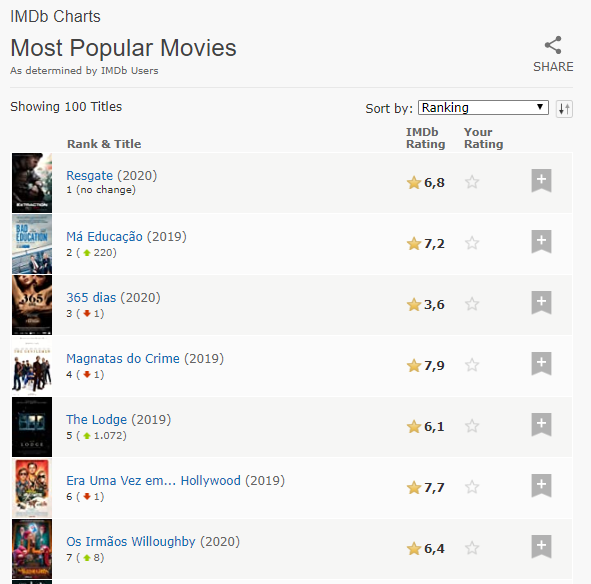 IMDb Charts
Most Popular Movies
As determined by IMDb Users
SHARE
Showing 100 Titles
Sort by: Ranking
Rank & Title
IMDb Rating
Your Rating
EXTRACTION
Resgate (2020)
1 (no change)
6,8
BAD EDUCATION
Má Educação (2019)
2 ( 220)
7,2
365
365 dias (2020)
3 ( 1)
3,6
THE GENTLEMEN
Magnatas do Crime (2019)
4 ( 1)
7,9
LODGE
The Lodge (2019)
5 ( 1.072)
6,1
Era Uma Vez em... Hollywood (2019)
6 ( 1)
7,7
Os Irmãos Willoughby (2020)
7 ( 8)
6,4